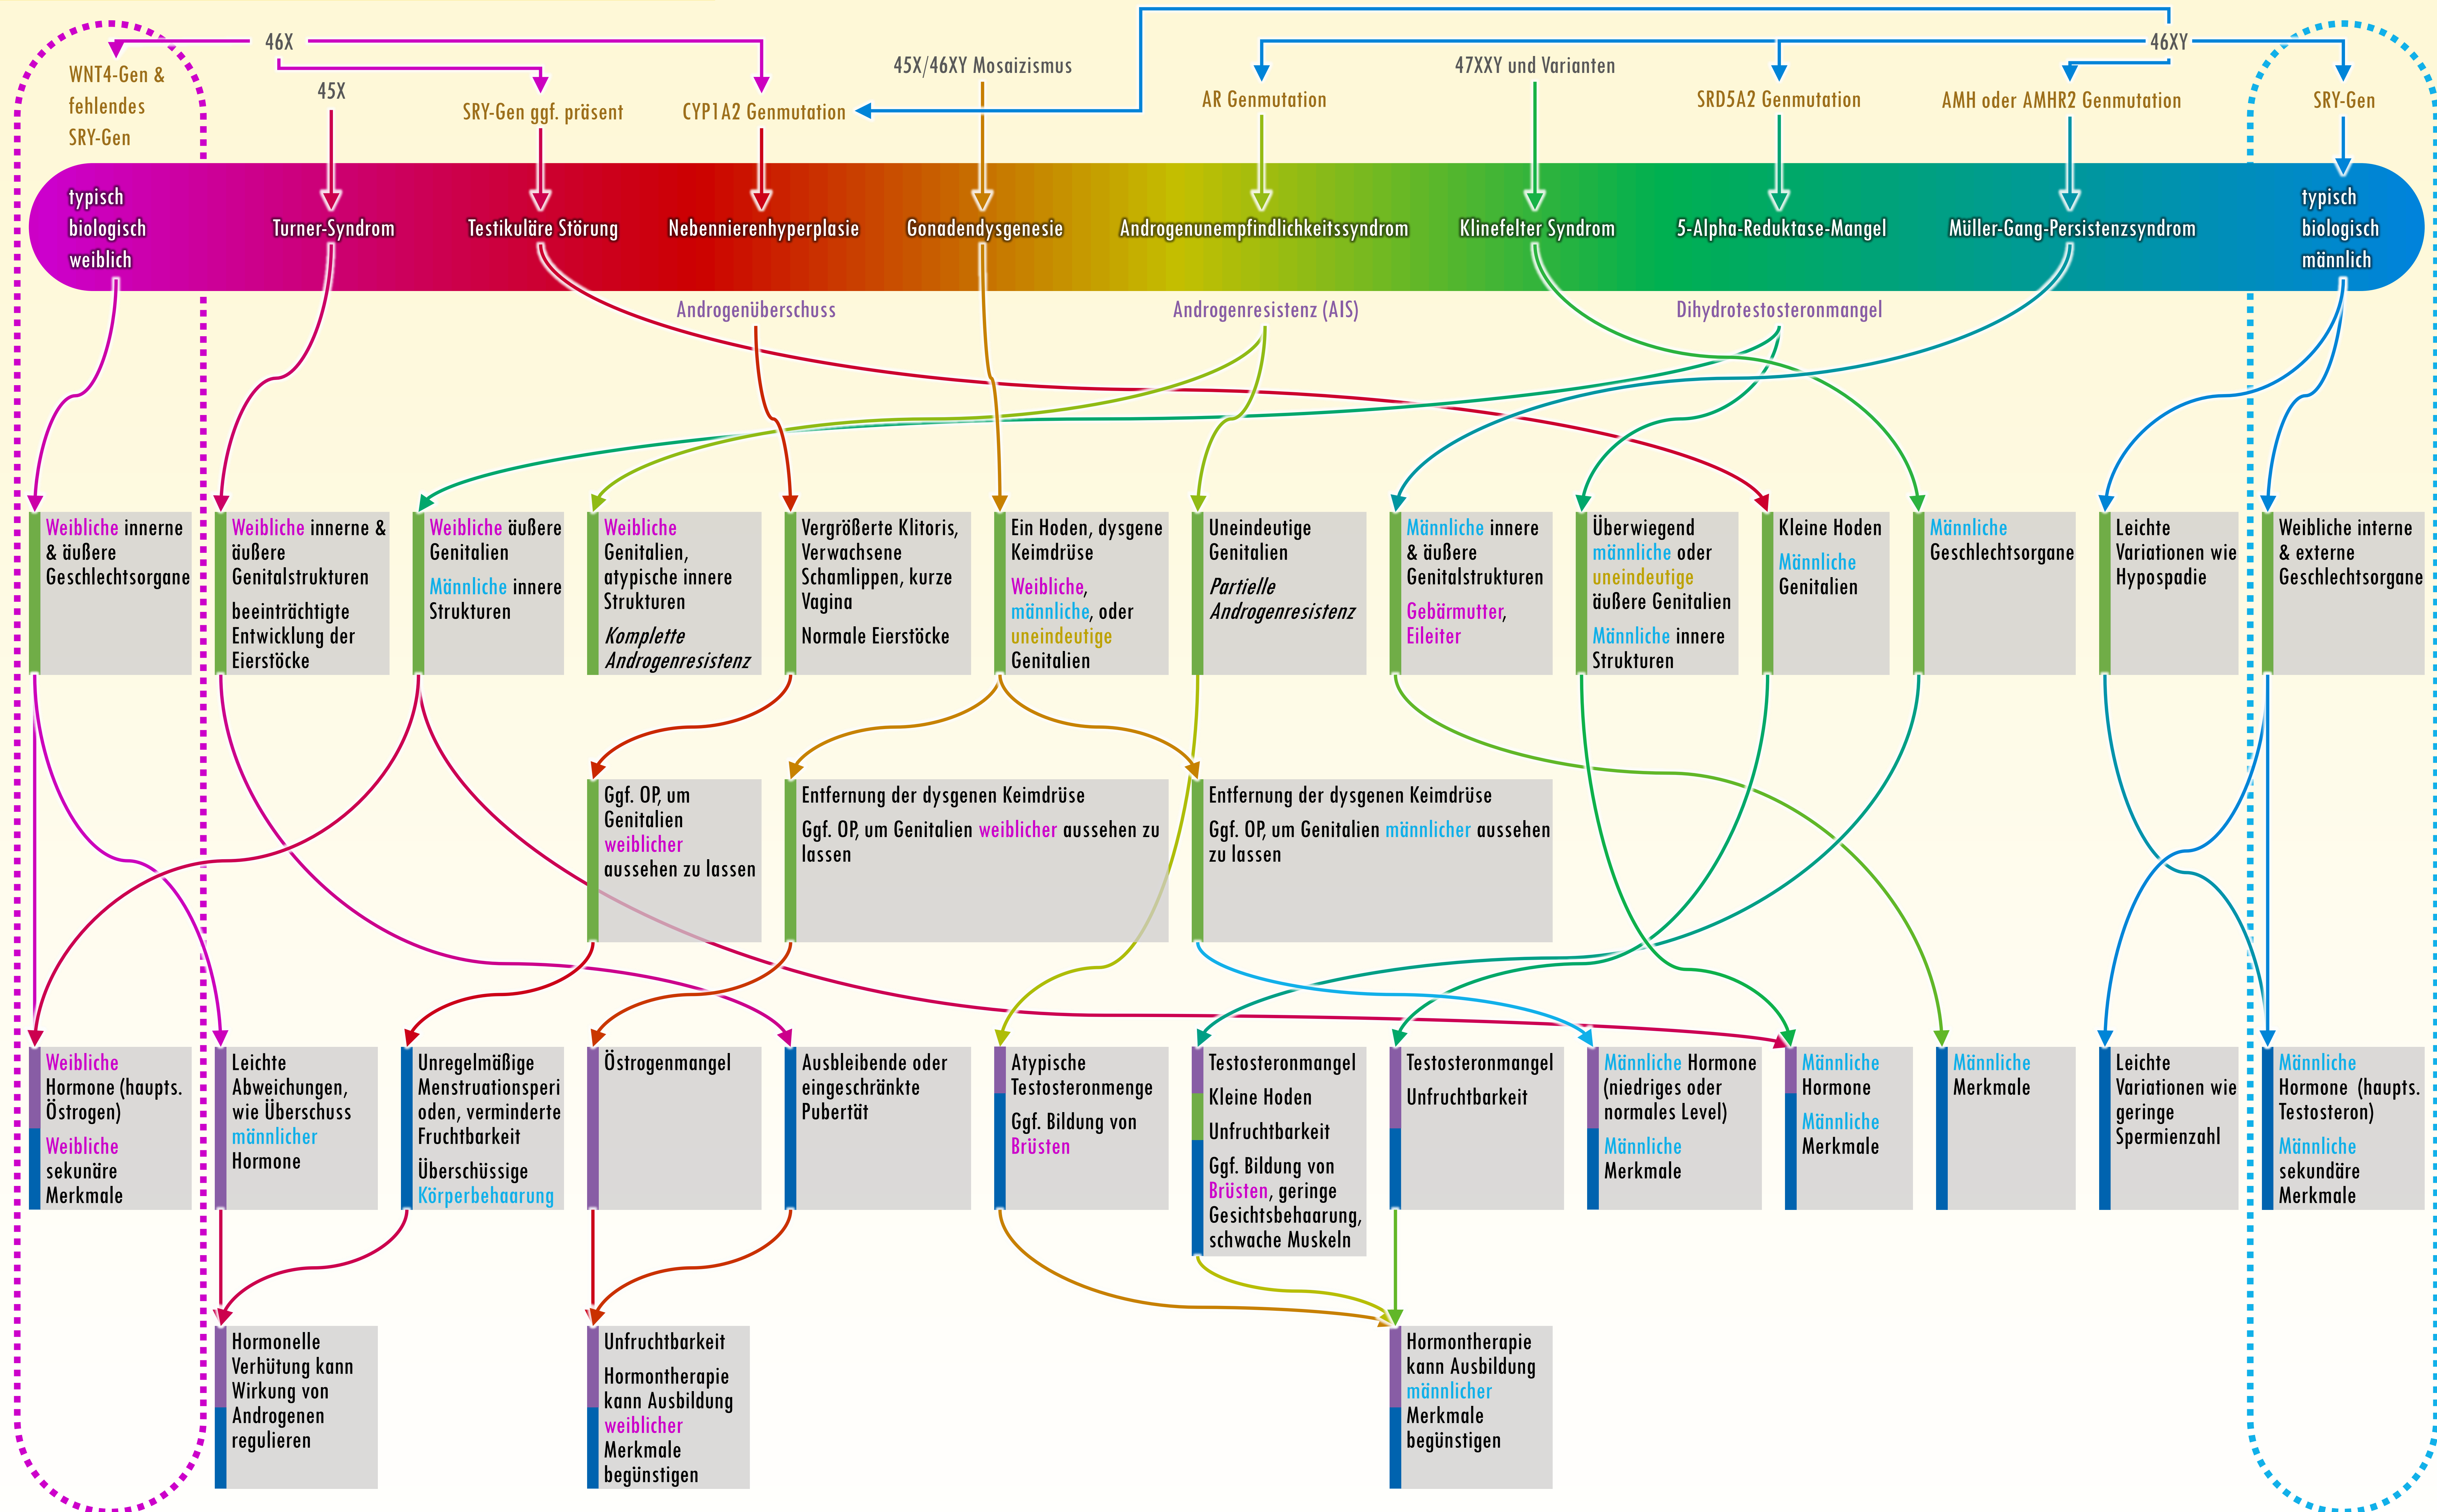 46X
45X/46XY Mosaizismus
47XXY und Varianten
46XY
WNT4-Gen &
fehlendes
SRY-Gen
45X
SRY-Gen ggf. präsent
CYP1A2 Genmutation
AR Genmutation
SRD5A2 Genmutation
AMH oder AMHR2 Genmutation
SRY-Gen
typisch
biologisch
weiblich
Turner-Syndrom
Testikuläre Störung
Nebennierenhyperplasie
Gonadendysgenesie
Androgenunempfindlichkeitssyndrom
Klinefelter Syndrom
5-Alpha-Reduktase-Mangel
Müller-Gang-Persistenzsyndrom
typisch
biologisch
männlich
Androgenüberschuss
Androgenresistenz (AIS)
Dihydrotestosteronmangel
Weibliche innerne
& äußere
Geschlechtsorgane
Weibliche innerne &
äußere
Genitalstrukturen
beeinträchtigte
Entwicklung der
Eierstöcke
Weibliche äußere
Genitalien
Männliche innere
Strukturen
Weibliche
Genitalien,
atypische innere
Strukturen
Komplette
Androgenresistenz
Vergrößerte Klitoris,
Verwachsene
Schamlippen, kurze
Vagina
Normale Eierstöcke
Ein Hoden, dysgene
Keimdrüse
Weibliche,
männliche, oder
uneindeutige
Genitalien
Uneindeutige
Genitalien
Partielle
Androgenresistenz
Männliche innere
& äußere
Genitalstrukturen
Gebärmutter,
Eileiter
Überwiegend
männliche oder
uneindeutige
äußere Genitalien
Männliche innere
Strukturen
Kleine Hoden
Männliche
Genitalien
Männliche
Geschlechtsorgane
Leichte
Variationen wie
Hypospadie
Weibliche interne
& externe
Geschlechtsorgane
Ggf. OP, um
Genitalien
weiblicher
aussehen zu lassen
Entfernung der dysgenen Keimdrüse
Ggf. OP, um Genitalien weiblicher aussehen zu
lassen
Entfernung der dysgenen Keimdrüse
Ggf. OP, um Genitalien männlicher aussehen
zu lassen
Weibliche
Hormone (haupts.
Östrogen)
Weibliche
sekunäre
Merkmale
Leichte
Abweichungen,
wie Überschuss
männlicher
Hormone
Unregelmäßige
Menstruationsperi
oden, verminderte
Fruchtbarkeit
Überschüssige
Körperbehaarung
Östrogenmangel
Ausbleibende oder
eingeschränkte
Pubertät
Atypische
Testosteronmenge
Ggf. Bildung von
Brüsten
Testosteronmangel
Kleine Hoden
Unfruchtbarkeit
Ggf. Bildung von
Brüsten, geringe
Gesichtsbehaarung,
schwache Muskeln
Testosteronmangel
Unfruchtbarkeit
Männliche Hormone
(niedriges oder
normales Level)
Männliche
Merkmale
Männliche
Hormone
Männliche
Merkmale
Männliche
Merkmale
Leichte
Variationen wie
geringe
Spermienzahl
Männliche
Hormone (haupts.
Testosteron)
Männliche
sekundäre
Merkmale
Hormonelle
Verhütung kann
Wirkung von
Androgenen
regulieren
Unfruchtbarkeit
Hormontherapie
kann Ausbildung
weiblicher
Merkmale
begünstigen
Hormontherapie
kann Ausbildung
männlicher
Merkmale
begünstigen